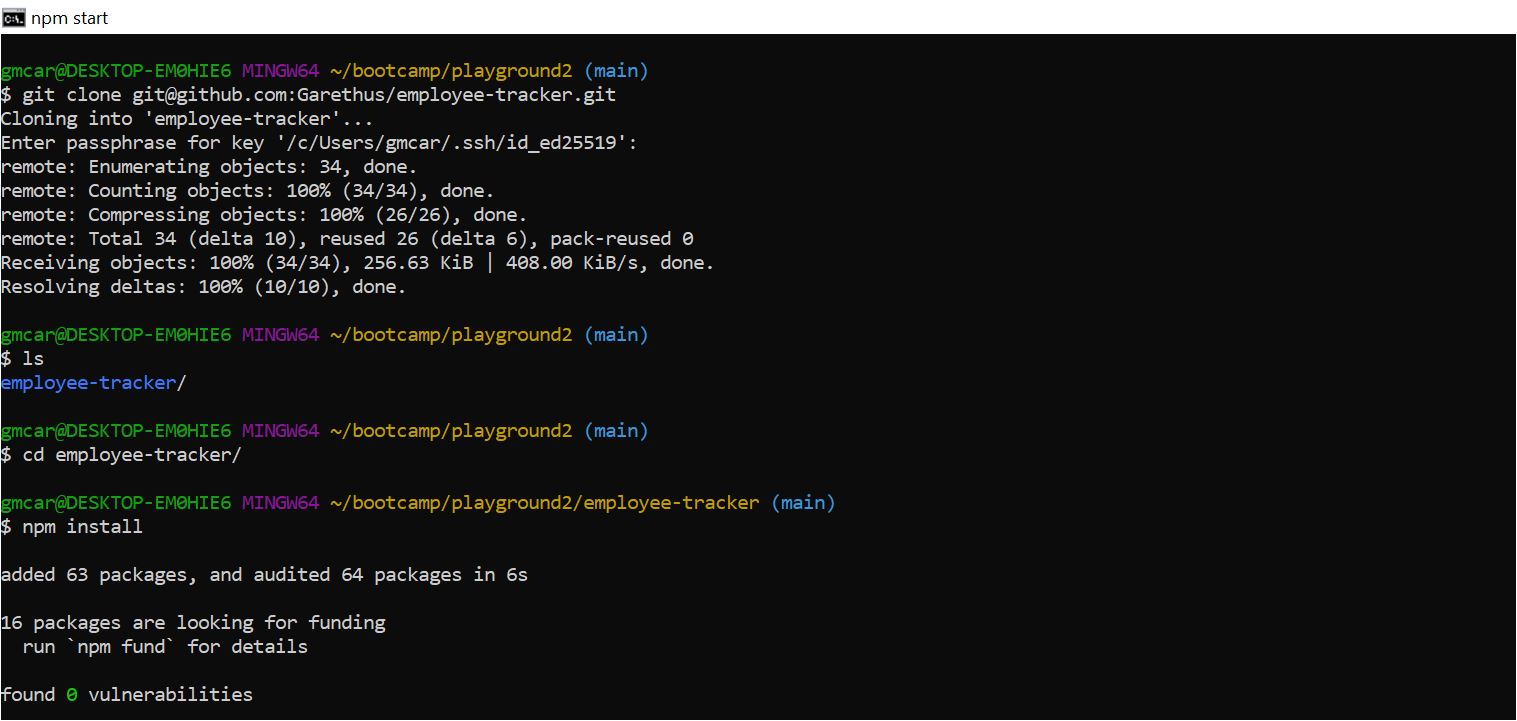 npm start
gmcar@DESKTOP-EM0HIE6 MINGW64 ~/bootcamp/playground2 (main)
$ git clone git@github.com:Garethus/employee-tracker.git
Cloning into 'employee-tracker'...
Enter passphrase for key '/c/Users/gmcar/.ssh/id_ed25519':
remote: Enumerating objects: 34, done.
remote: Counting objects: 100% (34/34), done.
remote: Compressing objects: 100% (26/26), done.
remote: Total 34 (delta 10), reused 26 (delta 6), pack-reused 0
Receiving objects: 100% (34/34), 256.63 KiB | 408.00 KiB/s, done.
Resolving deltas: 100% (10/10), done.
gmcar@DESKTOP-EM0HIE6 MINGW64 ~/bootcamp/playground2 (main)
$ ls
employee-tracker/
gmcar@DESKTOP-EM0HIE6 MINGW64 ~/bootcamp/playground2 (main)
$ cd employee-tracker/
gmcar@DESKTOP-EM0HIE6 MINGW64 ~/bootcamp/playground2/employee-tracker (main)
$ npm install
added 63 packages, and audited 64 packages in 6s
16 packages are looking for funding
  run `npm fund` for details
found 0 vulnerabilities